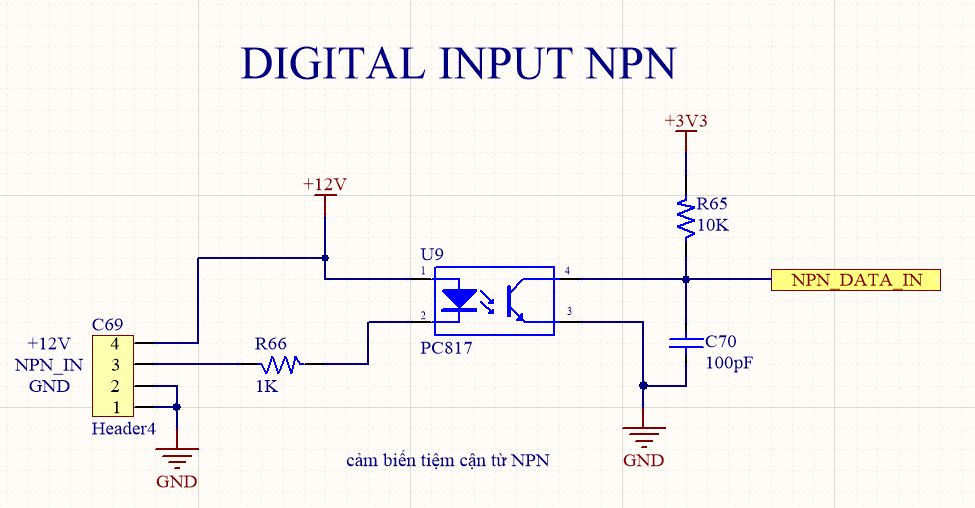 DIGITAL INPUT NPN
+3V3
R65
10K
+12V
U9
1
4
NPN_DATA_IN
2
3
PC817
C69
+12V
4
NPN_IN
3
GND
2
1
Header4
R66
1K
C70
100pF
GND
GND
cảm biến tiệm cận từ NPN